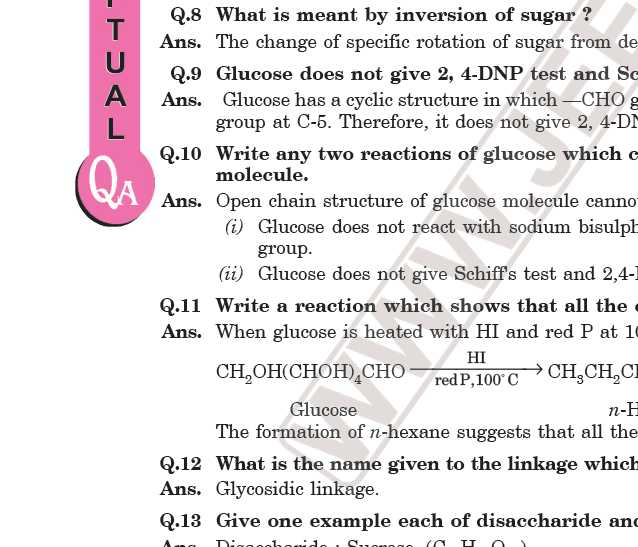 TUAL
QA
Q.8 What is meant by inversion of sugar ?
Ans. The change of specific rotation of sugar from de
Q.9 Glucose does not give 2, 4-DNP test and Sc
Ans. Glucose has a cyclic structure in which —CHO g
group at C-5. Therefore, it does not give 2, 4-DN
Q.10 Write any two reactions of glucose which c
molecule.
Ans. Open chain structure of glucose molecule canno
(i) Glucose does not react with sodium bisulph
group.
(ii) Glucose does not give Schiff's test and 2,4-
Q.11 Write a reaction which shows that all the c
Ans. When glucose is heated with HI and red P at 10
HI
CH₂OH(CHOH)₄CHO ⟶ CH₃CH₂C
red P,100°C
Glucose n-H
The formation of n-hexane suggests that all the
Q.12 What is the name given to the linkage which
Ans. Glycosidic linkage.
Q.13 Give one example each of disaccharide and
Ans. Disaccharide : Sucrose
WWW.JEE